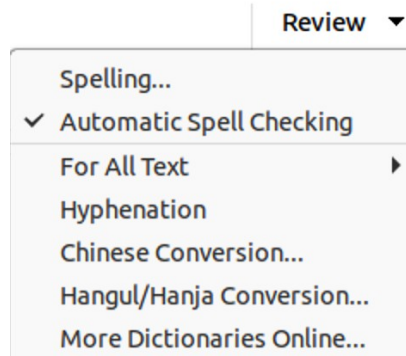 Review
Spelling...
Automatic Spell Checking
For All Text
Hyphenation
Chinese Conversion...
Hangul/Hanja Conversion...
More Dictionaries Online...